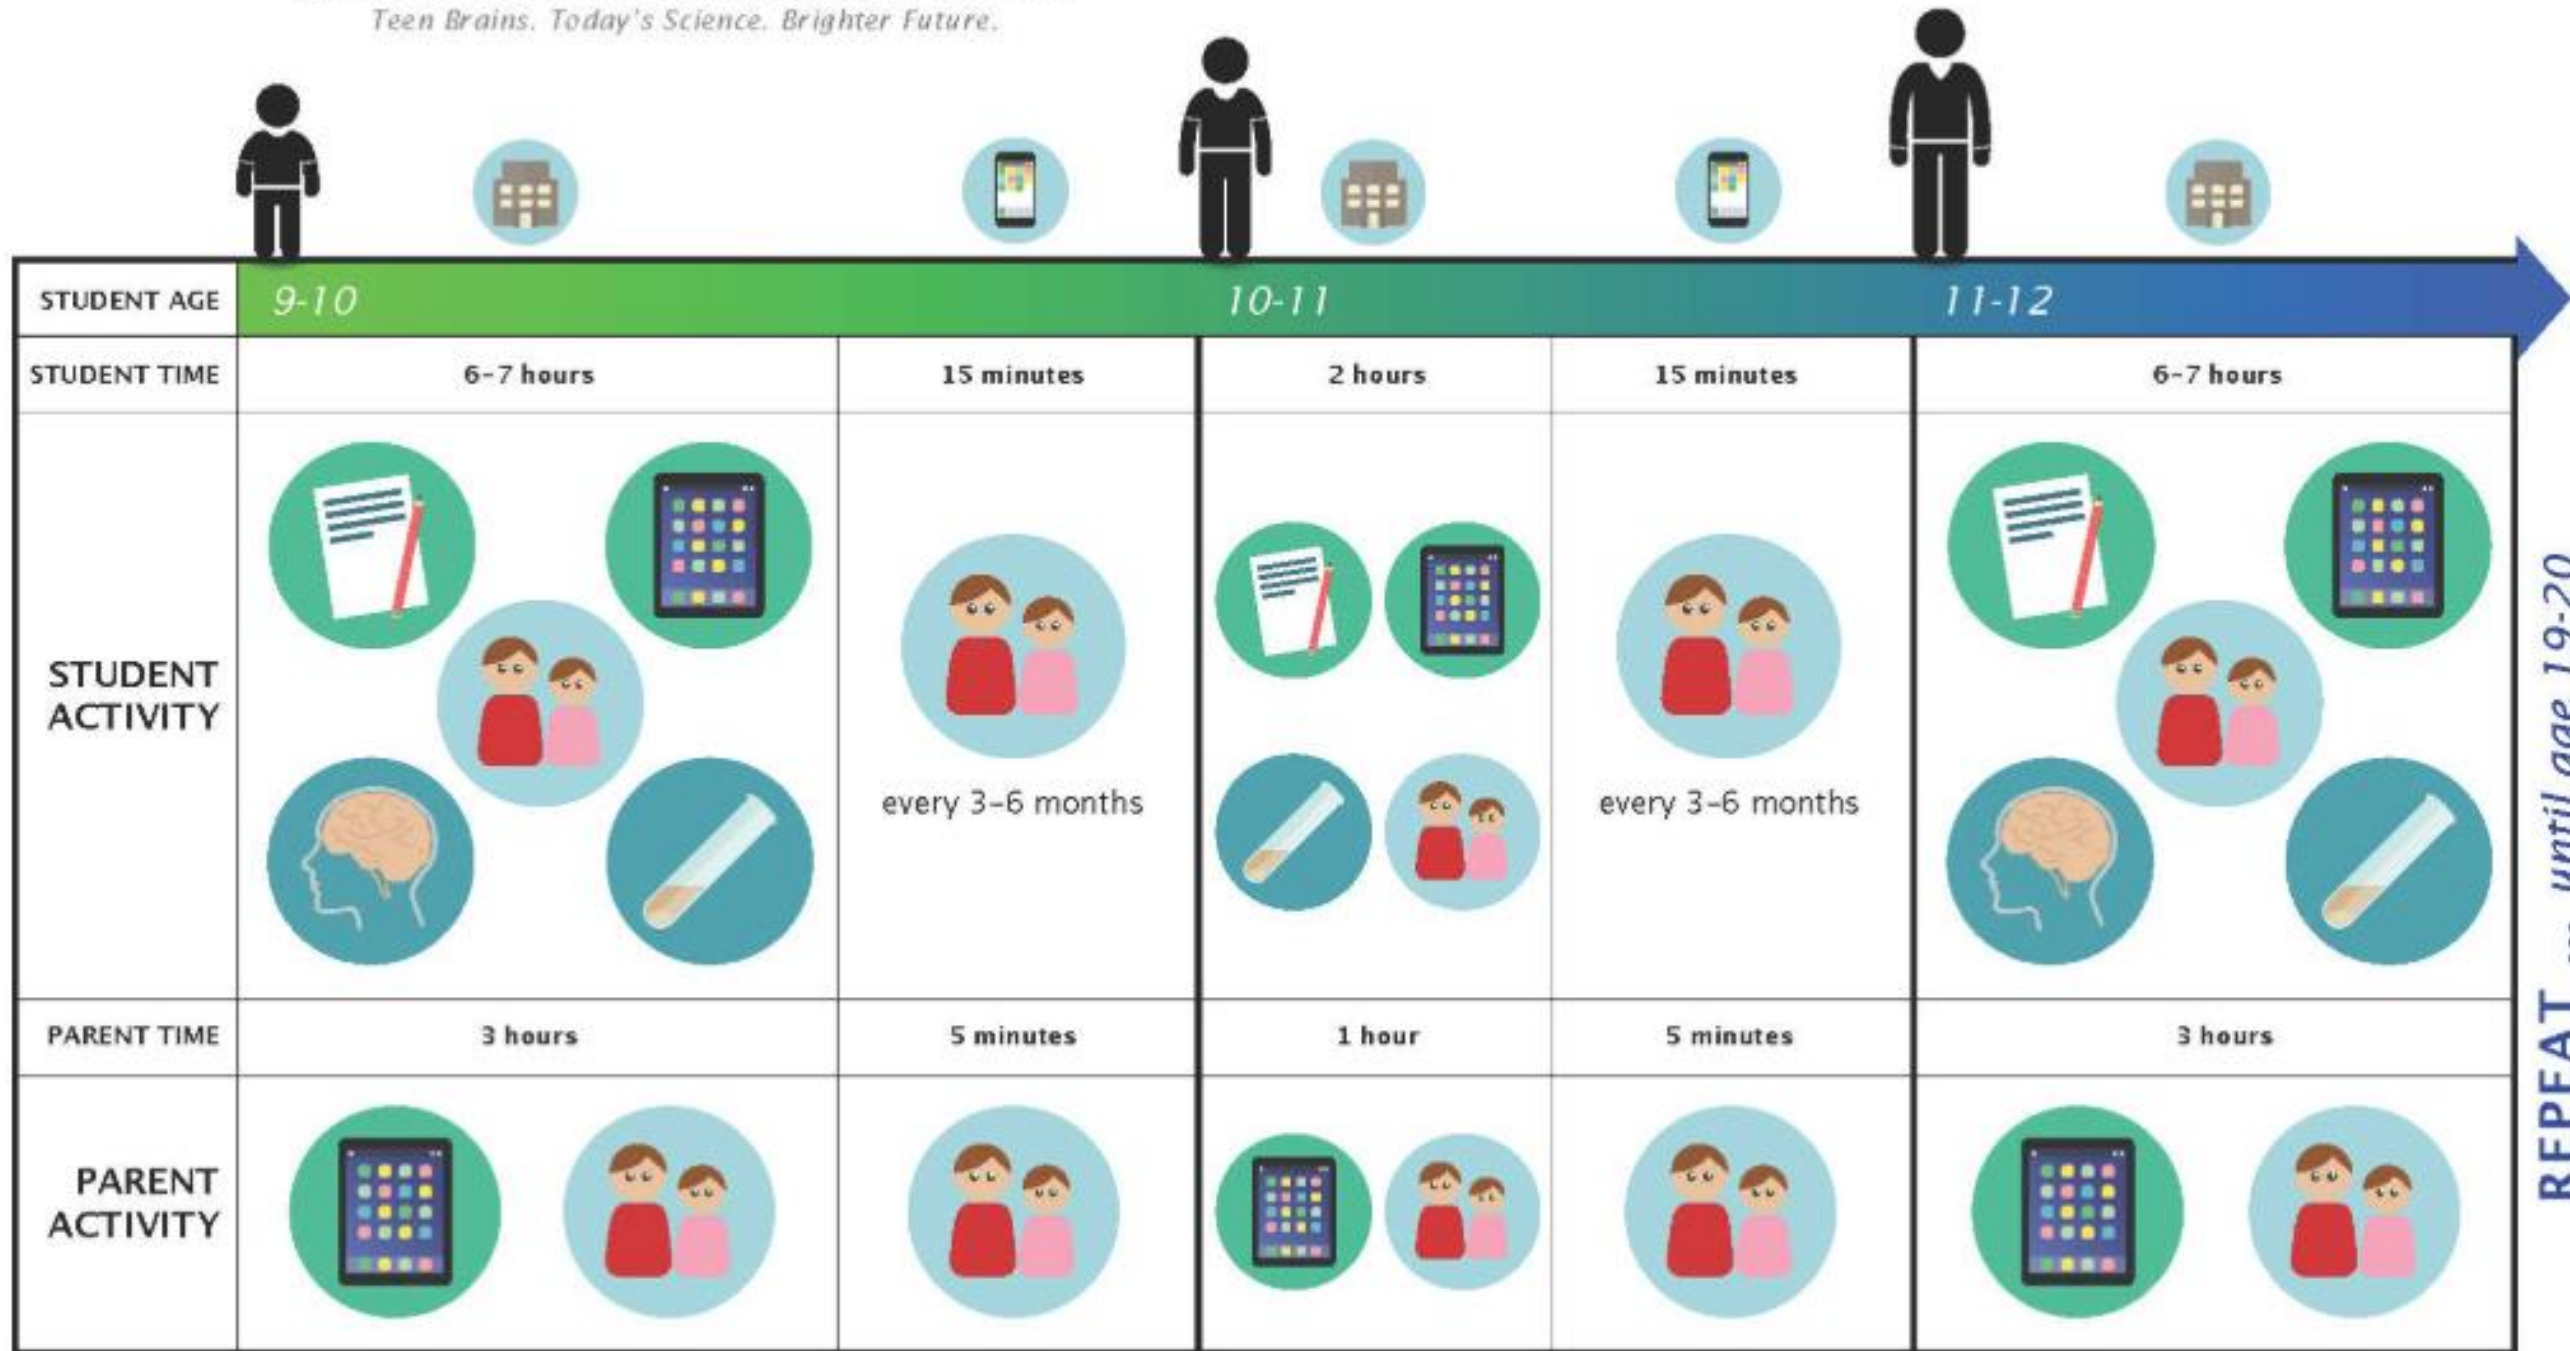 Teen Brains. Today's Science. Brighter Future.
STUDENT AGE
9-10
10-11
11-12
STUDENT TIME
6-7 hours
15 minutes
2 hours
15 minutes
6-7 hours
STUDENT
ACTIVITY
every 3-6 months
every 3-6 months
PARENT TIME
3 hours
5 minutes
1 hour
5 minutes
3 hours
PARENT
ACTIVITY
REPEAT ... until age 19-20